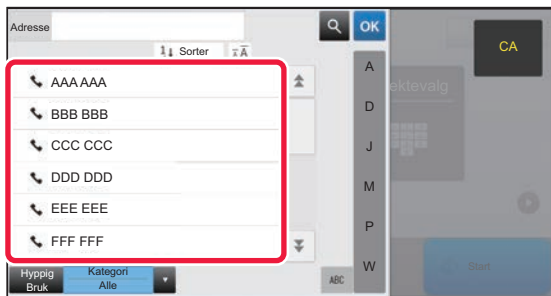 Adresse
OK
CA
1 Sorter
A
AAA AAA
ektevalg
BBB BBB
D
CCC CCC
J
DDD DDD
M
EEE EEE
P
FFF FFF
W
Hyppig Bruk
Kategori Alle
ABC
Start